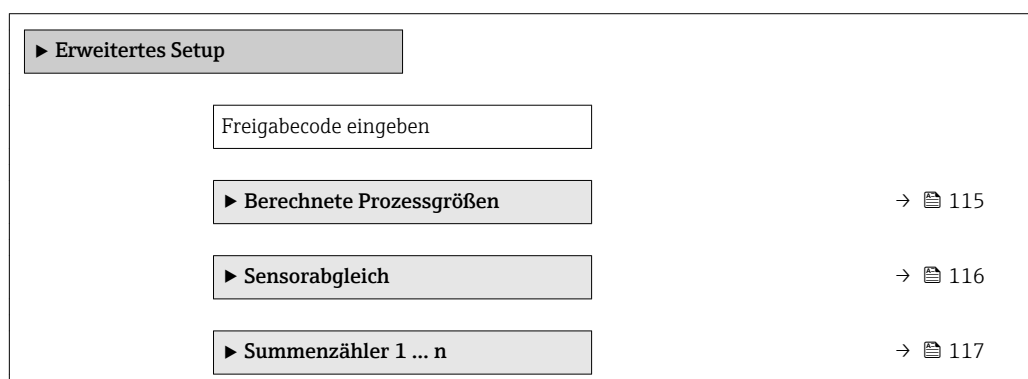 ▶ Erweitertes Setup
Freigabecode eingeben
▶ Berechnete Prozessgrößen → 115
▶ Sensorabgleich → 116
▶ Summenzähler 1 … n → 117